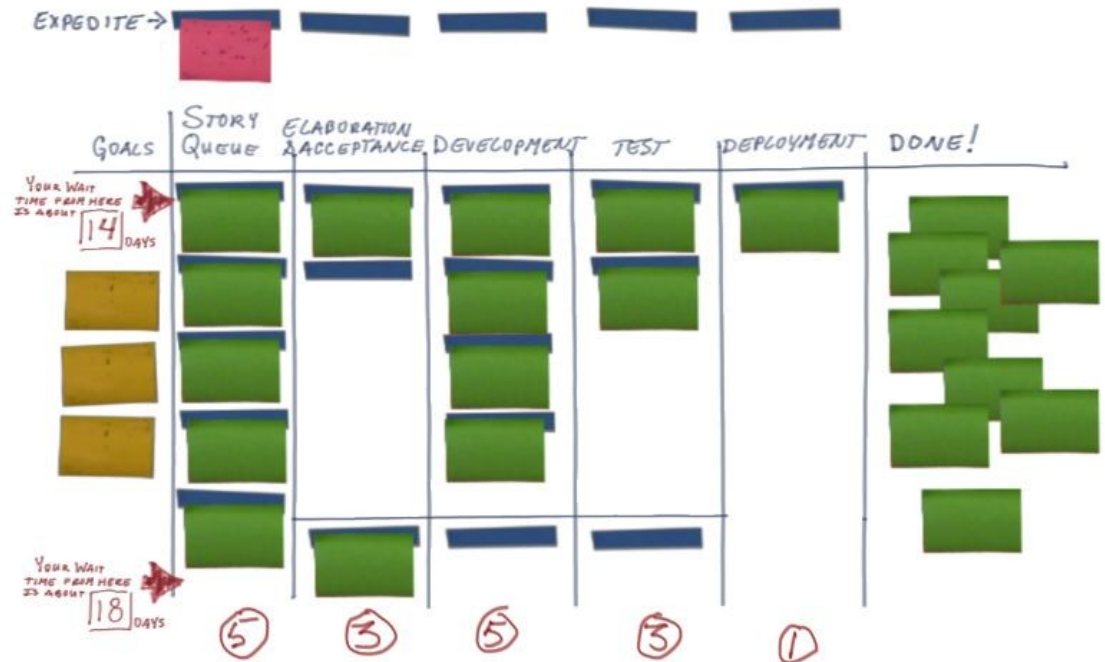 EXPEDITE →
STORY
QUEUE
ELABORATION
& ACCEPTANCE
GOALS
DEVELOPMENT
TEST
DEPLOYMENT
DONE!
YOUR WAIT
TIME FROM HERE
IS ABOUT
14 DAYS
YOUR WAIT
TIME FROM HERE
IS ABOUT
18 DAYS
5
3
5
3
1